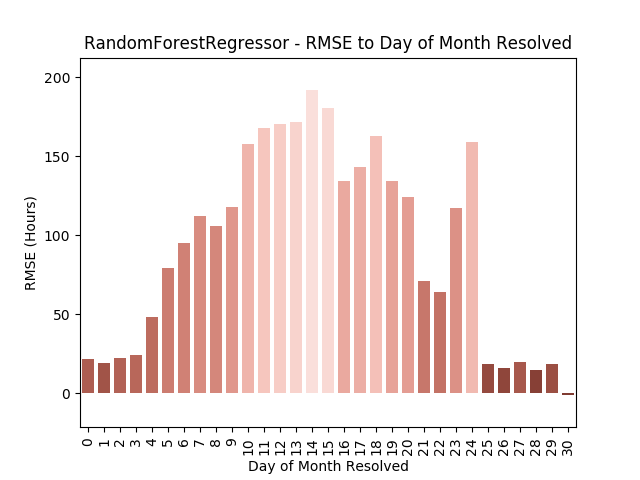 RandomForestRegressor - RMSE to Day of Month Resolved
200
150
100
50
0
RMSE (Hours)
0 1 2 3 4 5 6 7 8 9 10 11 12 13 14 15 16 17 18 19 20 21 22 23 24 25 26 27 28 29 30
Day of Month Resolved